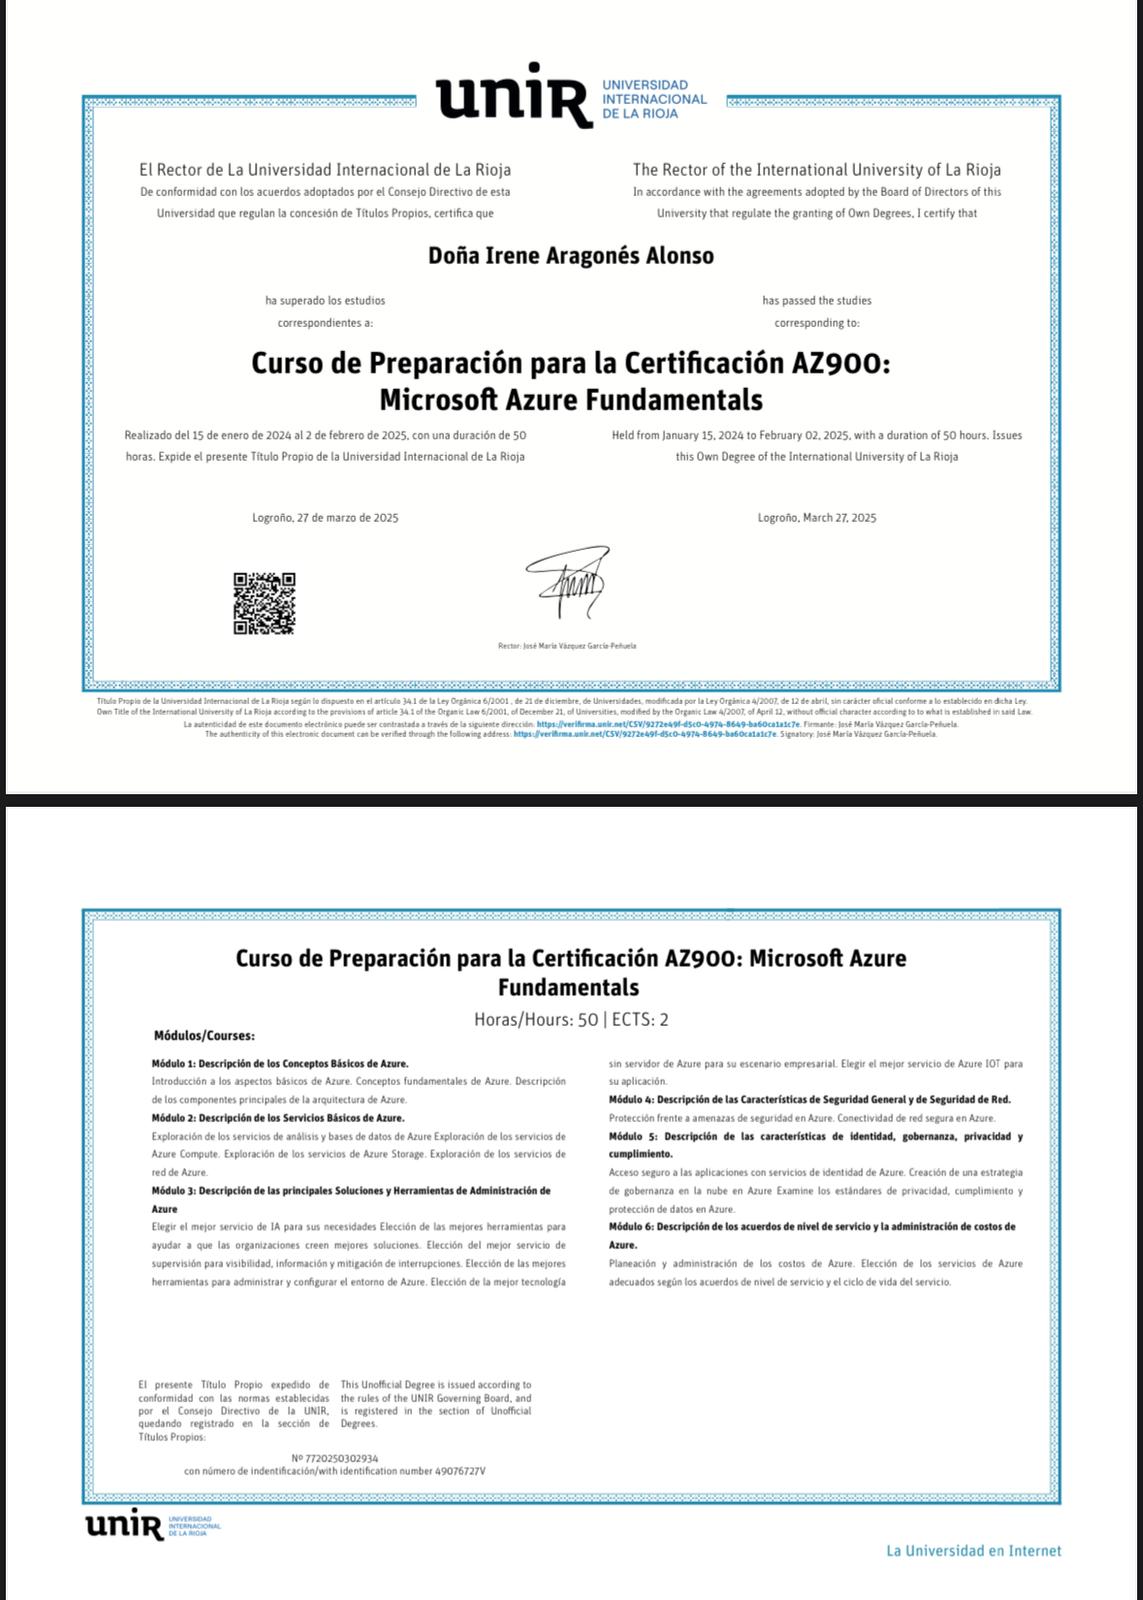 unir UNIVERSIDAD
INTERNACIONAL
DE LA RIOJA
El Rector de La Universidad Internacional de La Rioja
De conformidad con los acuerdos adoptados por el Consejo Directivo de esta
Universidad que regulan la concesión de Títulos Propios, certifica que
The Rector of the International University of La Rioja
In accordance with the agreements adopted by the Board of Directors of this
University that regulate the granting of Own Degrees, I certify that
Doña Irene Aragonés Alonso
ha superado los estudios
correspondientes a:
has passed the studies
corresponding to:
Curso de Preparación para la Certificación AZ900:
Microsoft Azure Fundamentals
Realizado del 15 de enero de 2024 al 2 de febrero de 2025, con una duración de 50
horas. Expide el presente Título Propio de la Universidad Internacional de La Rioja
Held from January 15, 2024 to February 02, 2025, with a duration of 50 hours. Issues
this Own Degree of the International University of La Rioja
Logroño, 27 de marzo de 2025
Logroño, March 27, 2025
Rector: José María Vázquez García-Peñuela
Título Propio de la Universidad Internacional de La Rioja según lo dispuesto en el artículo 34.1 de la Ley Orgánica 6/2001 , de 21 de diciembre, de Universidades, modificada por la Ley Orgánica 4/2007, de 12 de abril, sin carácter oficial conforme a lo establecido en dicha Ley.
Own Title of the International University of La Rioja according to the provisions of article 34.1 of the Organic Law 6/2001, of December 21, of Universities, modified by the Organic Law 4/2007, of April 12, without official character according to to what is established in said Law.
La autenticidad de este documento electrónico puede ser contrastada a través de la siguiente dirección: https://verifirma.unir.net/CSV/9272e49f-d5c0-4974-8649-ba60ca1a1c7e. Firmante: José María Vázquez García-Peñuela.
The authenticity of this electronic document can be verified through the following address: https://verifirma.unir.net/CSV/9272e49f-d5c0-4974-8649-ba60ca1a1c7e. Signatory: José María Vázquez García-Peñuela.
Curso de Preparación para la Certificación AZ900: Microsoft Azure
Fundamentals
Horas/Hours: 50 | ECTS: 2
Módulos/Courses:
Módulo 1: Descripción de los Conceptos Básicos de Azure.
Introducción a los aspectos básicos de Azure. Conceptos fundamentales de Azure. Descripción
de los componentes principales de la arquitectura de Azure.
Módulo 2: Descripción de los Servicios Básicos de Azure.
Exploración de los servicios de análisis y bases de datos de Azure Exploración de los servicios de
Azure Compute. Exploración de los servicios de Azure Storage. Exploración de los servicios de
red de Azure.
Módulo 3: Descripción de las principales Soluciones y Herramientas de Administración de
Azure
Elegir el mejor servicio de IA para sus necesidades Elección de las mejores herramientas para
ayudar a que las organizaciones creen mejores soluciones. Elección del mejor servicio de
supervisión para visibilidad, información y mitigación de interrupciones. Elección de las mejores
herramientas para administrar y configurar el entorno de Azure. Elección de la mejor tecnología
sin servidor de Azure para su escenario empresarial. Elegir el mejor servicio de Azure IOT para
su aplicación.
Módulo 4: Descripción de las Características de Seguridad General y de Seguridad de Red.
Protección frente a amenazas de seguridad en Azure. Conectividad de red segura en Azure.
Módulo 5: Descripción de las características de identidad, gobernanza, privacidad y
cumplimiento.
Acceso seguro a las aplicaciones con servicios de identidad de Azure. Creación de una estrategia
de gobernanza en la nube en Azure Examine los estándares de privacidad, cumplimiento y
protección de datos en Azure.
Módulo 6: Descripción de los acuerdos de nivel de servicio y la administración de costos de
Azure.
Planeación y administración de los costos de Azure. Elección de los servicios de Azure
adecuados según los acuerdos de nivel de servicio y el ciclo de vida del servicio.
El presente Título Propio expedido de
conformidad con las normas establecidas
por el Consejo Directivo de la UNIR,
quedando registrado en la sección de
Títulos Propios:
This Unofficial Degree is issued according to
the rules of the UNIR Governing Board, and
is registered in the section of Unofficial
Degrees.
Nº 7720250302934
con número de indentificación/with identification number 49076727V
unir UNIVERSIDAD
INTERNACIONAL
DE LA RIOJA
La Universidad en Internet